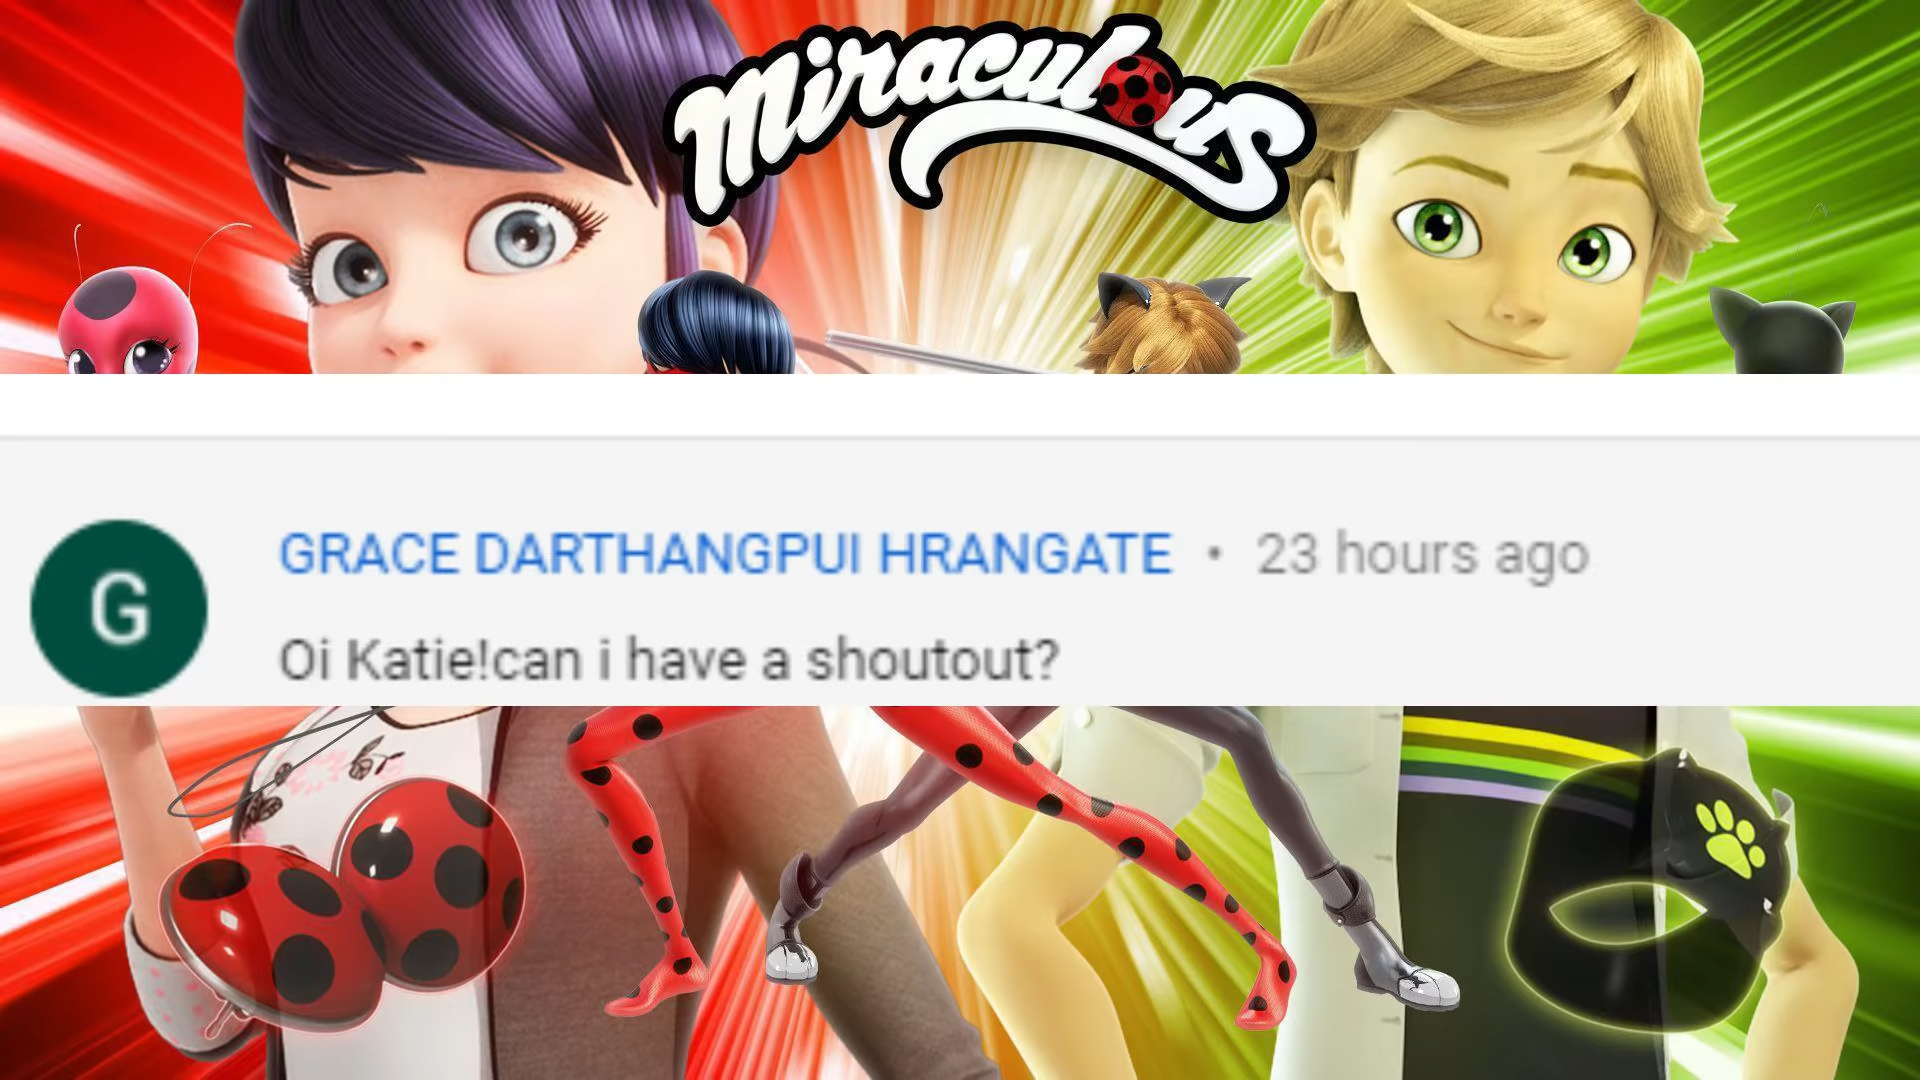 Miraculous
GRACE DARTHANGPUI HRANGATE • 23 hours ago
G
Oi Katie!can i have a shoutout?